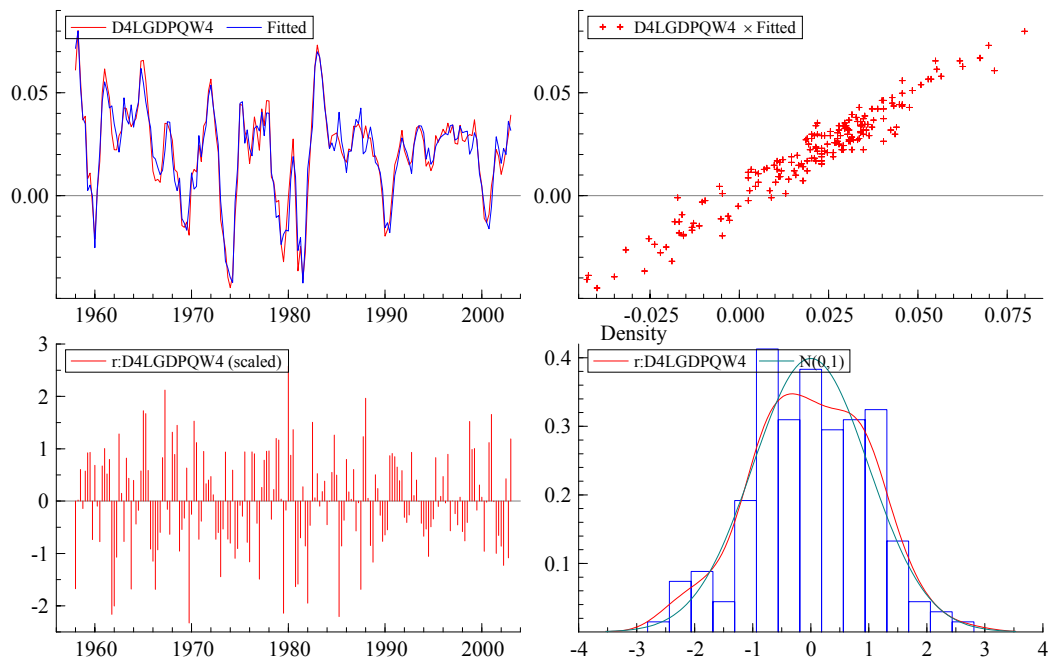 D4LGDPQW4 Fitted
0.05
0.00
1960 1970 1980 1990 2000
D4LGDPQW4 × Fitted
0.05
0.00
-0.025 0.000 0.025 0.050 0.075
r:D4LGDPQW4 (scaled)
3
2
1
0
-1
-2
1960 1970 1980 1990 2000
Density
r:D4LGDPQW4 N(0,1)
0.4
0.3
0.2
0.1
-4 -3 -2 -1 0 1 2 3 4